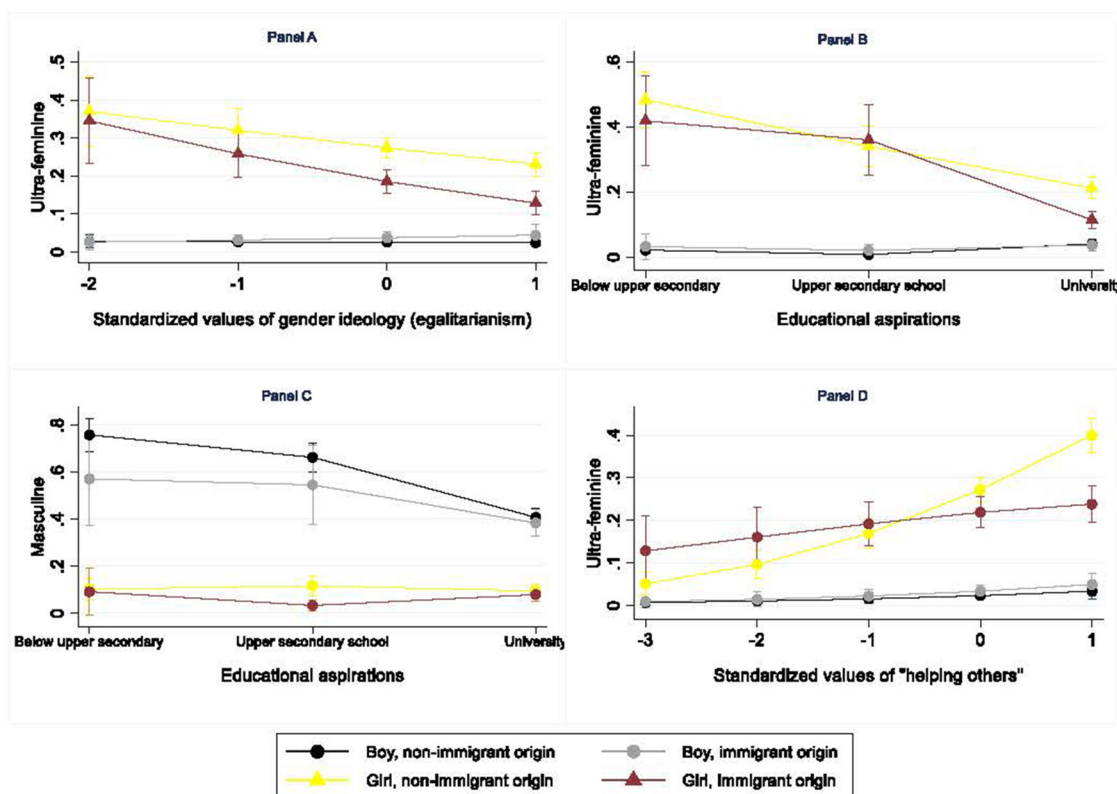 Panel A
Ultra-feminine
.5
.4
.3
.2
.1
0
-2 -1 0 1
Standardized values of gender ideology (egalitarianism)
Panel B
Ultra-feminine
.6
.4
.2
0
Below upper secondary Upper secondary school University
Educational aspirations
Panel C
Masculine
.8
.6
.4
.2
0
Below upper secondary Upper secondary school University
Educational aspirations
Panel D
Ultra-feminine
.4
.3
.2
.1
0
-3 -2 -1 0 1
Standardized values of "helping others"
Boy, non-immigrant origin Boy, immigrant origin
Girl, non-immigrant origin Girl, immigrant origin